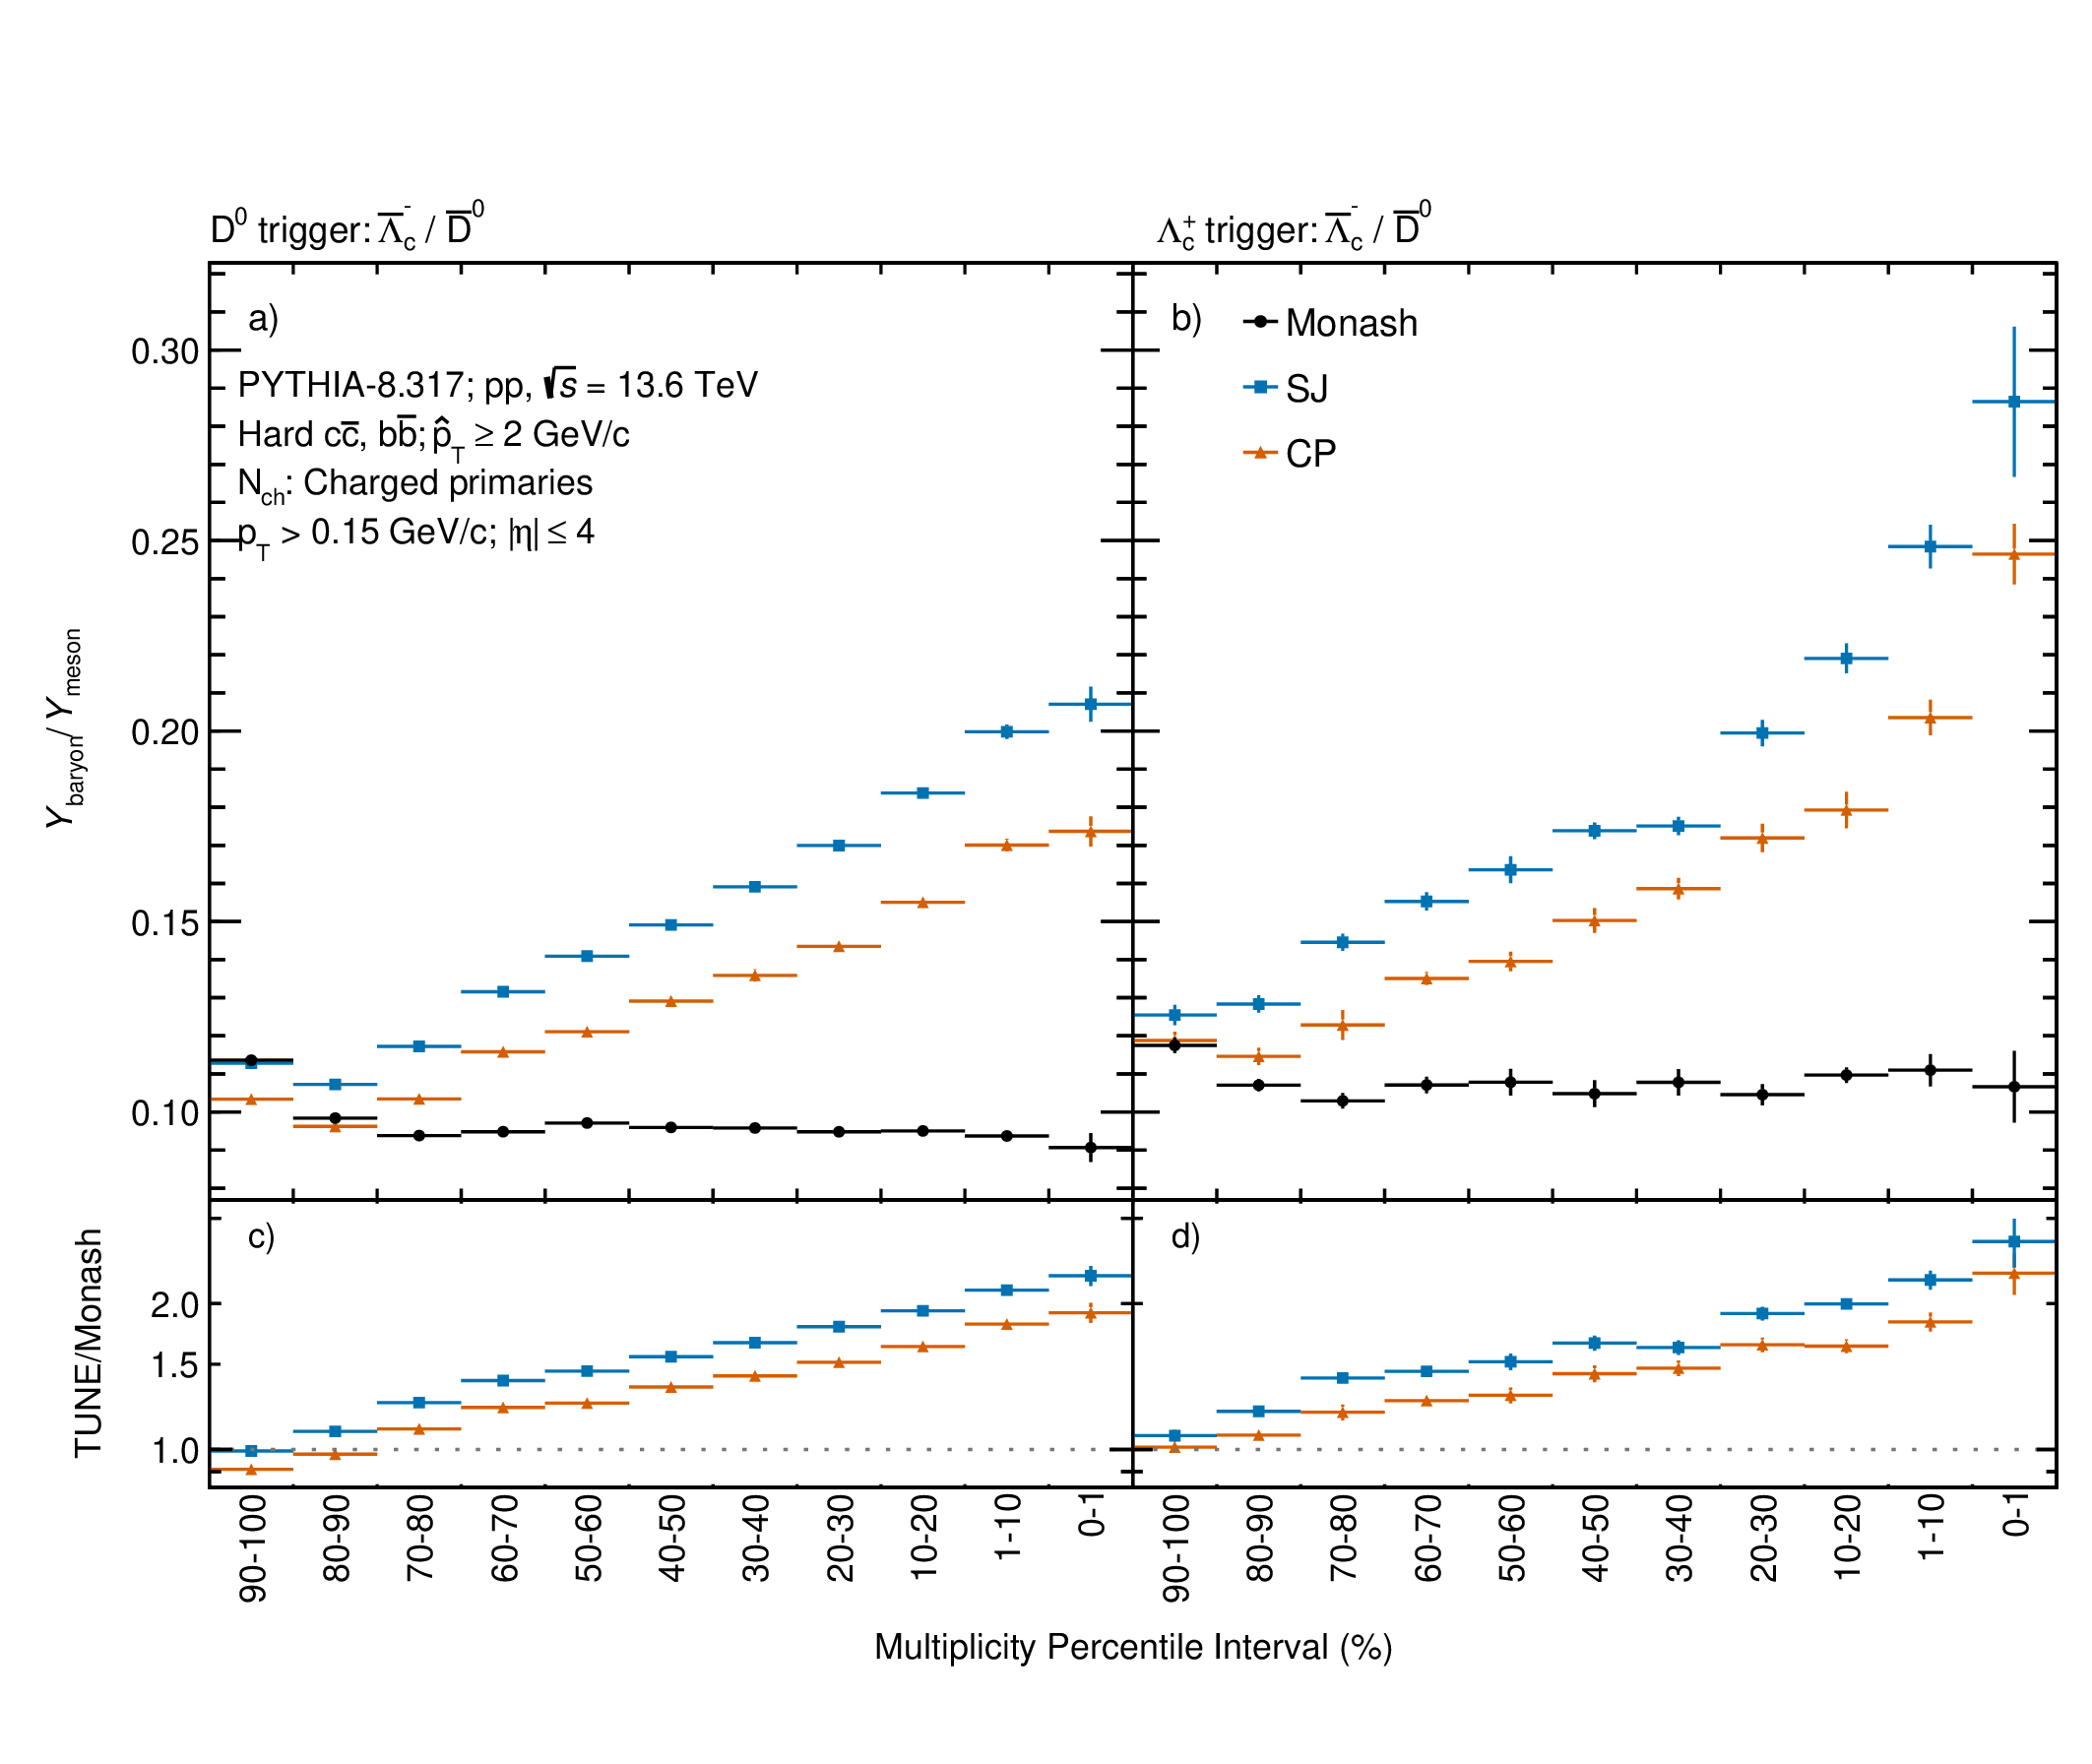 D⁰ trigger: Λ̅c⁻ / D̅⁰
Λc⁺ trigger: Λ̅c⁻ / D̅⁰
a)
PYTHIA-8.317; pp, √s = 13.6 TeV
Hard cc̅, bb̅; p̂T ≥ 2 GeV/c
Nch: Charged primaries
pT > 0.15 GeV/c; |η| ≤ 4
b)
Monash
SJ
CP
0.30
0.25
0.20
0.15
0.10
Ybaryon/Ymeson
c)
d)
2.0
1.5
1.0
TUNE/Monash
90-100
80-90
70-80
60-70
50-60
40-50
30-40
20-30
10-20
1-10
0-1
90-100
80-90
70-80
60-70
50-60
40-50
30-40
20-30
10-20
1-10
0-1
Multiplicity Percentile Interval (%)